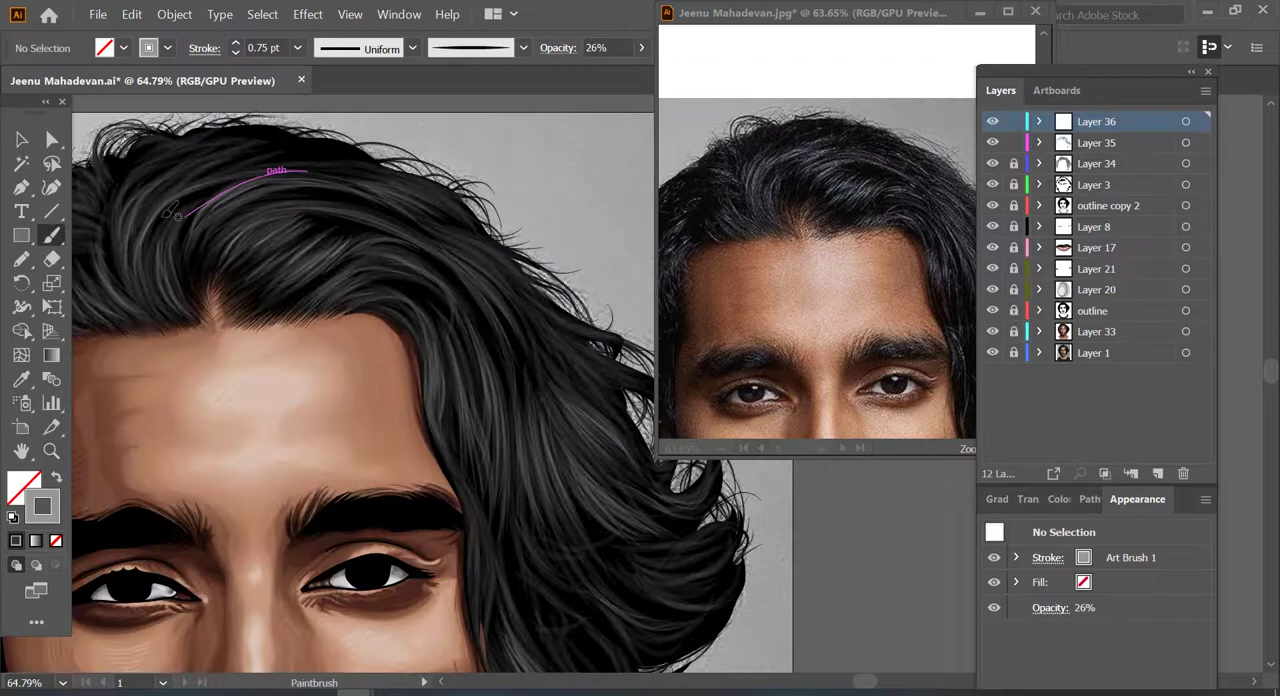 Ai File Edit Object Type Select Effect View Window Help
Jeenu Mahadevan.jpg* @ 63.65% (RGB/GPU Preview...
rch Adobe Stock
No Selection Stroke: 0.75 pt Uniform Opacity: 26%
Jeenu Mahadevan.ai* @ 64.79% (RGB/GPU Preview)
Layers Artboards
Layer 36
Layer 35
Layer 34
Layer 3
outline copy 2
Layer 8
Layer 17
Layer 21
Layer 20
outline
Layer 33
Layer 1
path
63.65% 1 Zoo
12 La...
Grad Tran Colo Path Appearance
No Selection
Stroke: Art Brush 1
Fill:
Opacity: 26%
64.79% 1 Paintbrush